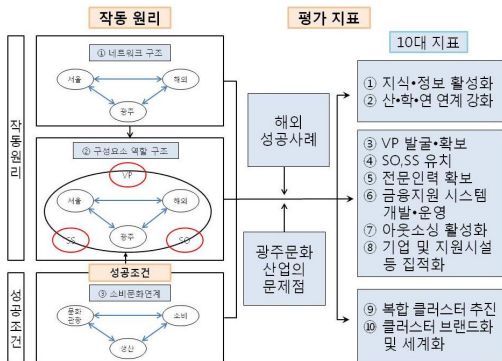 작동 원리
평가 지표
10대 지표
작동원리
① 네트워크 구조
서울
해외
광주
② 구성요소 역할 구조
VP
서울
해외
광주
SS
SO
성공조건
성공조건
③ 소비문화연계
문화
관광
소비
생산
해외
성공사례
광주문화
산업의
문제점
① 지식•정보 활성화
② 산•학•연 연계 강화
③ VP 발굴•확보
④ SO,SS 유치
⑤ 전문인력 확보
⑥ 금융지원 시스템
개발•운영
⑦ 아웃소싱 활성화
⑧ 기업 및 지원시설
등 집적화
⑨ 복합 클러스터 추진
⑩ 클러스터 브랜드화
및 세계화